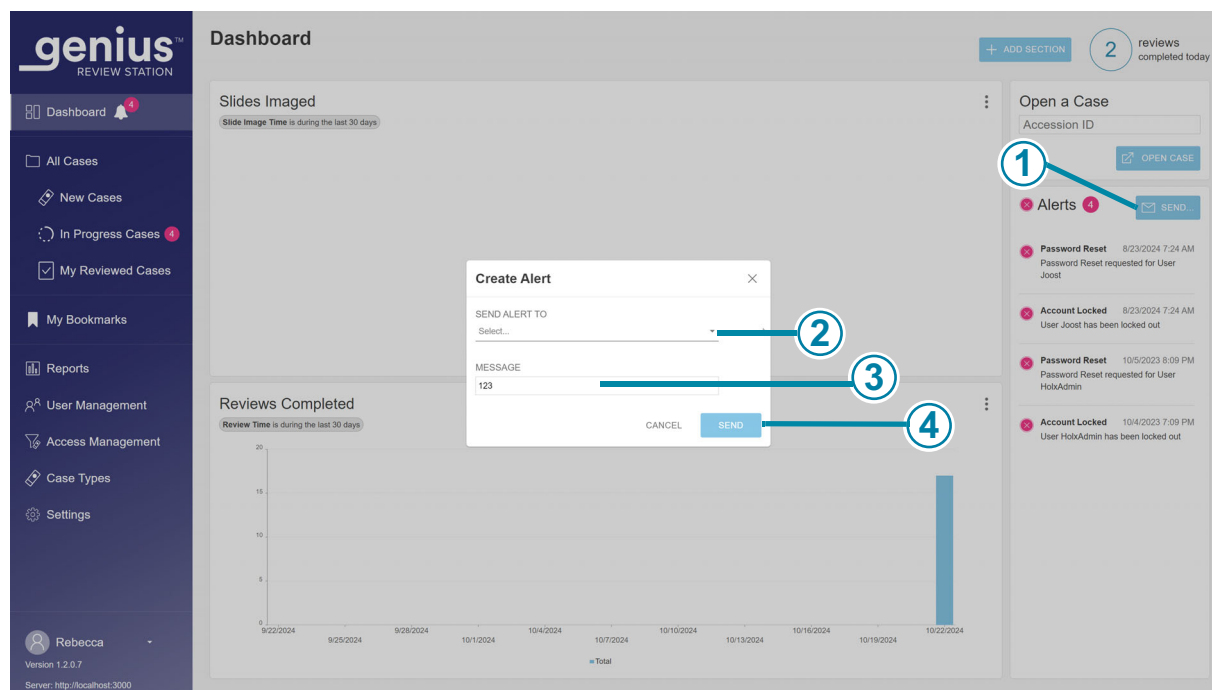 genius™
REVIEW STATION
Dashboard 4
All Cases
New Cases
In Progress Cases 4
My Reviewed Cases
My Bookmarks
Reports
User Management
Access Management
Case Types
Settings
Rebecca
Version 1.2.0.7
Server: http://localhost:3000
Dashboard
+ ADD SECTION
2
reviews
completed today
Slides Imaged
Slide Image Time is during the last 30 days
Open a Case
Accession ID
OPEN CASE
1
Alerts 4
SEND...
Password Reset 8/23/2024 7:24 AM
Password Reset requested for User
Joost
Account Locked 8/23/2024 7:24 AM
User Joost has been locked out
Password Reset 10/5/2023 8:09 PM
Password Reset requested for User
HolxAdmin
Account Locked 10/4/2023 7:09 PM
User HolxAdmin has been locked out
Create Alert
SEND ALERT TO
Select...
2
MESSAGE
123
3
CANCEL
SEND
4
Reviews Completed
Review Time is during the last 30 days
20
15
10
5
0
9/22/2024
9/25/2024
9/28/2024
10/1/2024
10/4/2024
10/7/2024
10/10/2024
10/13/2024
10/16/2024
10/19/2024
10/22/2024
Total